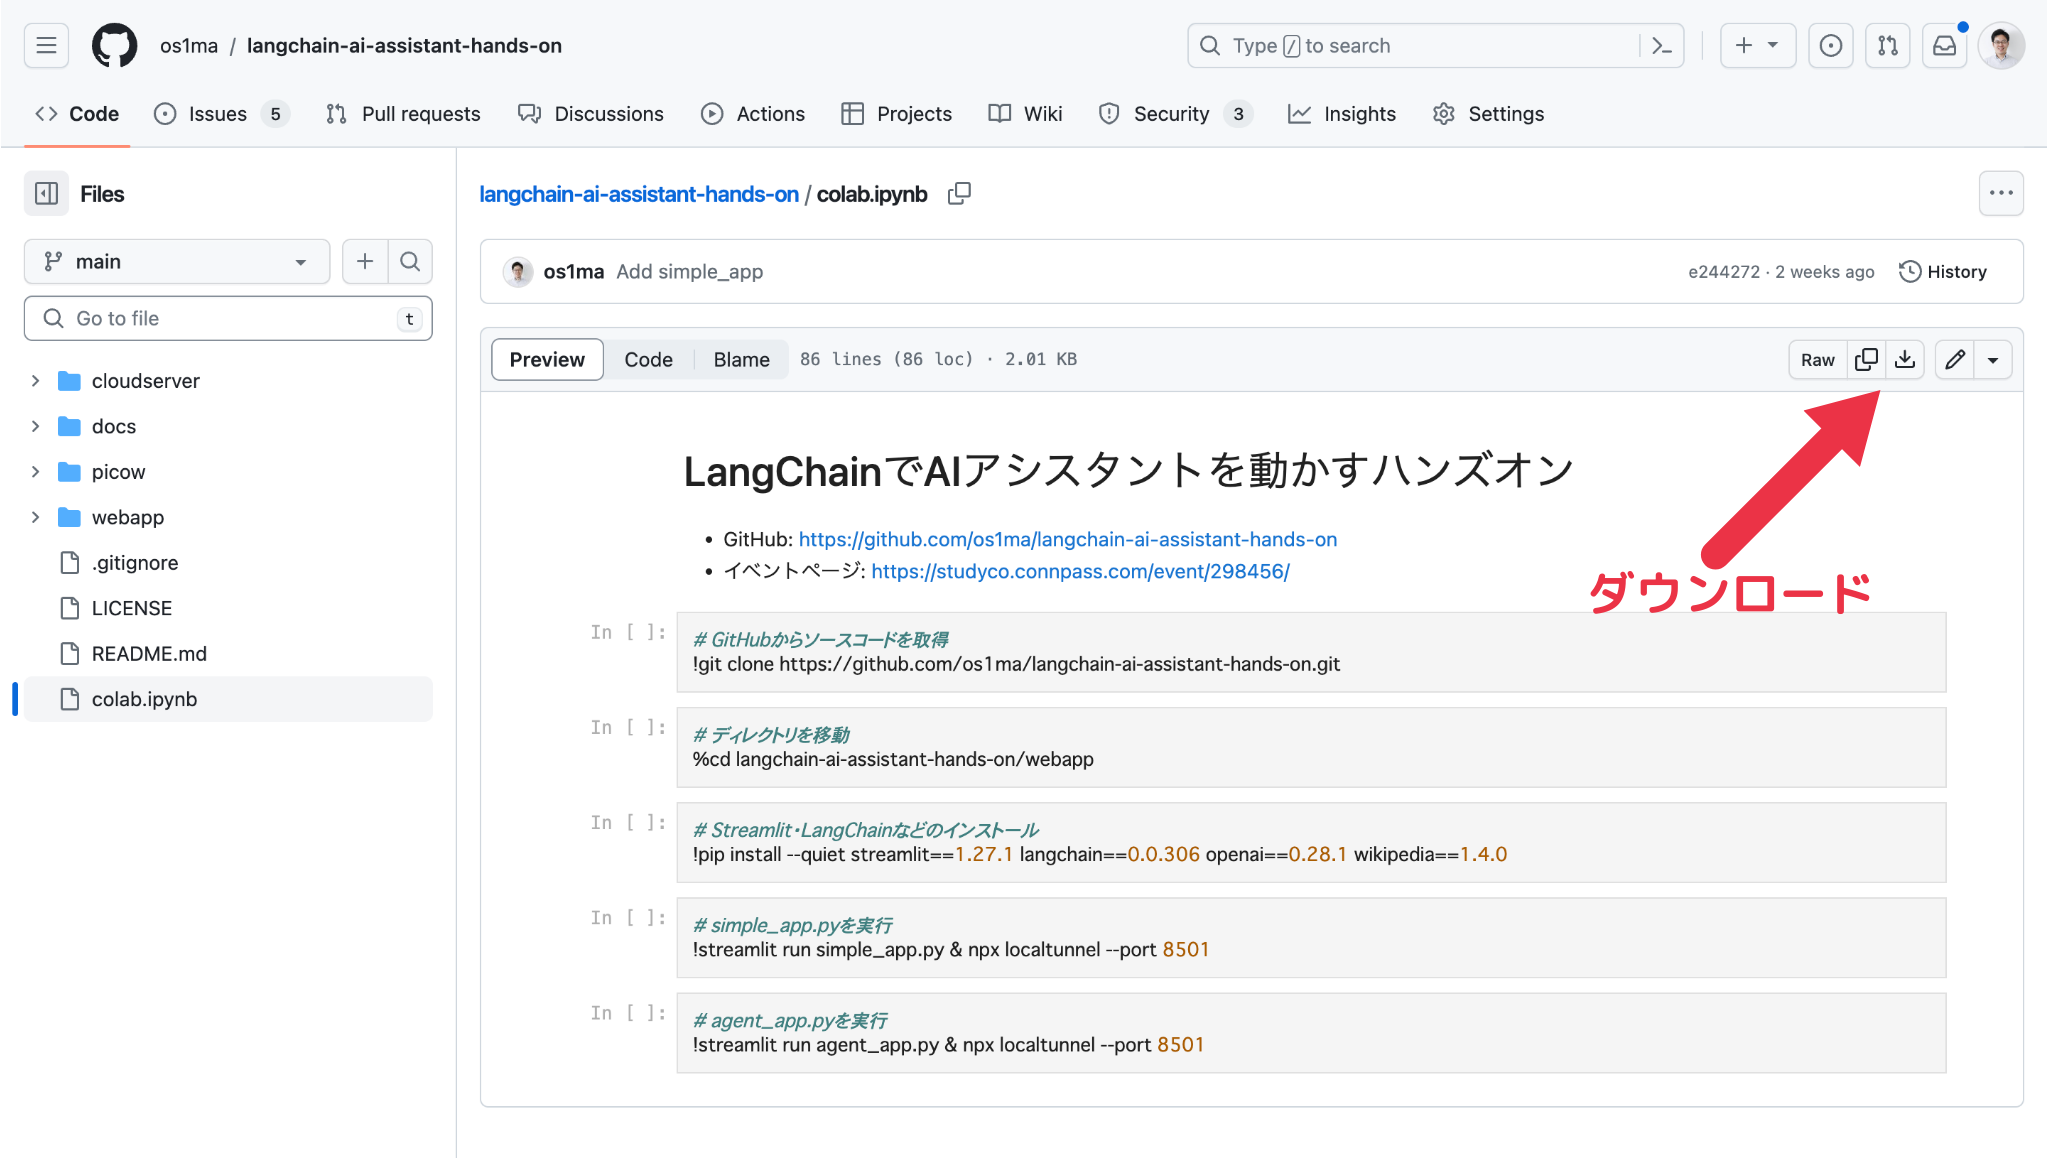 os1ma / langchain-ai-assistant-hands-on
Type / to search
Code
Issues 5
Pull requests
Discussions
Actions
Projects
Wiki
Security 3
Insights
Settings
Files
main
Go to file
t
cloudserver
docs
picow
webapp
.gitignore
LICENSE
README.md
colab.ipynb
langchain-ai-assistant-hands-on / colab.ipynb
os1ma Add simple_app
e244272 · 2 weeks ago
History
Preview
Code
Blame
86 lines (86 loc) · 2.01 KB
Raw
ダウンロード
LangChainでAIアシスタントを動かすハンズオン
• GitHub: https://github.com/os1ma/langchain-ai-assistant-hands-on
• イベントページ: https://studyco.connpass.com/event/298456/
In [ ]:
# GitHubからソースコードを取得
!git clone https://github.com/os1ma/langchain-ai-assistant-hands-on.git
In [ ]:
# ディレクトリを移動
%cd langchain-ai-assistant-hands-on/webapp
In [ ]:
# Streamlit・LangChainなどのインストール
!pip install --quiet streamlit==1.27.1 langchain==0.0.306 openai==0.28.1 wikipedia==1.4.0
In [ ]:
# simple_app.pyを実行
!streamlit run simple_app.py & npx localtunnel --port 8501
In [ ]:
# agent_app.pyを実行
!streamlit run agent_app.py & npx localtunnel --port 8501